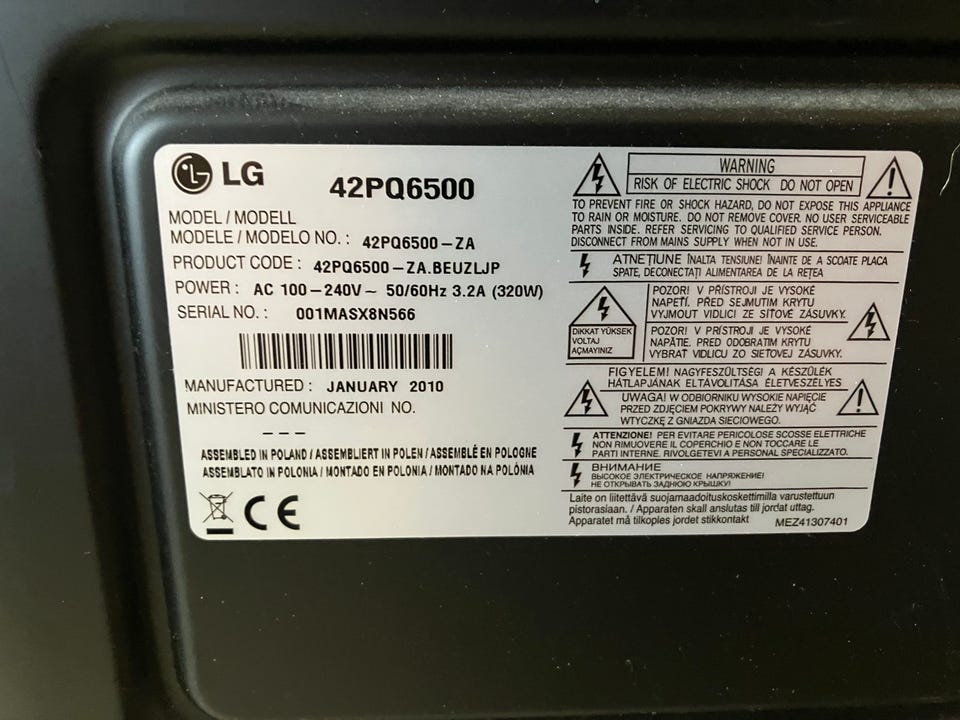 LG
42PQ6500
MODEL / MODELL
MODELE / MODELO NO. : 42PQ6500-ZA
PRODUCT CODE : 42PQ6500-ZA.BEUZLJP
POWER : AC 100-240V~ 50/60Hz 3.2A (320W)
SERIAL NO. : 001MASX8N566
MANUFACTURED : JANUARY 2010
MINISTERO COMUNICAZIONI NO.
---
ASSEMBLED IN POLAND / ASSEMBLIERT IN POLEN / ASSEMBLÉ EN POLOGNE
ASSEMBLATO IN POLONIA / MONTADO EN POLONIA / MONTADO NA POLÓNIA
CE
WARNING
RISK OF ELECTRIC SHOCK DO NOT OPEN
TO PREVENT FIRE OR SHOCK HAZARD, DO NOT EXPOSE THIS APPLIANCE
TO RAIN OR MOISTURE. DO NOT REMOVE COVER. NO USER SERVICEABLE
PARTS INSIDE. REFER SERVICING TO QUALIFIED SERVICE PERSON.
DISCONNECT FROM MAINS SUPPLY WHEN NOT IN USE.
ATNEŢIUNE ÎNALTA TENSIUNE! ÎNAINTE DE A SCOATE PLACA
SPATE, DECONECTAŢI ALIMENTAREA DE LA REŢEA
DİKKAT YÜKSEK
VOLTAJ
AÇMAYINIZ
POZOR! V PŘÍSTROJI JE VYSOKÉ
NAPETÍ. PŘED SEJMUTIM KRYTU
VYJMOUT VIDLICI ZE SÍŤOVÉ ZÁSUVKY.
POZOR! V PRÍSTROJI JE VYSOKÉ
NAPÄTIE. PRED ODOBRATIM KRYTU
VYBRAŤ VIDLICU ZO SIEŤOVEJ ZÁSUVKY.
FIGYELEM! NAGYFESZÜLTSÉG! A KÉSZÜLÉK
HÁTLAPJÁNAK ELTÁVOLITÁSA ÉLETVESZÉLYES
UWAGA! W ODBIORNIKU WYSOKIE NAPIĘCIE
PRZED ZDJĘCIEM POKRYWY NALEŻY WYJĄĆ
WTYCZKĘ Z GNIAZDA SIECIOWEGO.
ATTENZIONE! PER EVITARE PERICOLOSE SCOSSE ELETTRICHE
NON RIMUOVERE IL COPERCHIO E NON TOCCARE LE
PARTI INTERNE. RIVOLGETEVI A PERSONAL SPECIALIZZATO.
ВНИМАНИЕ
ВЫСОКОЕ ЭЛЕКТРИЧЕСКОЕ НАПРЯЖЕНИЕ!
НЕ ОТКРЫВАТЬ ЗАДНЮЮ КРЫШКУ!
Laite on liitettävä suojamaadoituskoskettimilla varustettuun
pistorasiaan. / Apparaten skall anslutas till jordat uttag.
Apparatet må tilkoples jordet stikkontakt
MEZ41307401